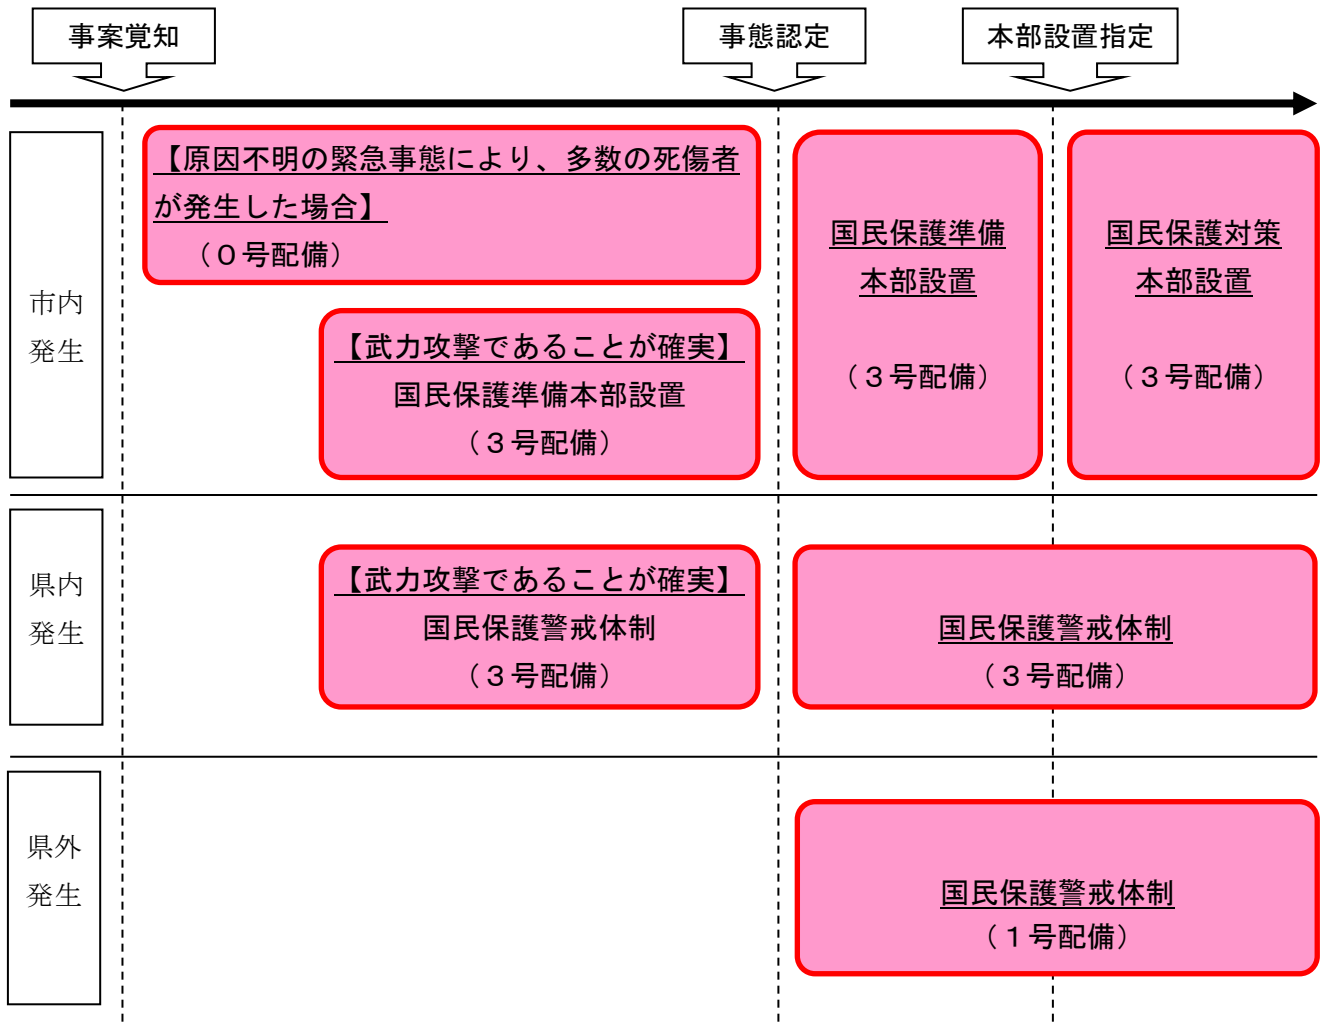 事案覚知
事態認定
本部設置指定
市内
発生
【原因不明の緊急事態により、多数の死傷者
が発生した場合】
（０号配備）
【武力攻撃であることが確実】
国民保護準備本部設置
（３号配備）
国民保護準備
本部設置
（３号配備）
国民保護対策
本部設置
（３号配備）
県内
発生
【武力攻撃であることが確実】
国民保護警戒体制
（３号配備）
国民保護警戒体制
（３号配備）
県外
発生
国民保護警戒体制
（１号配備）